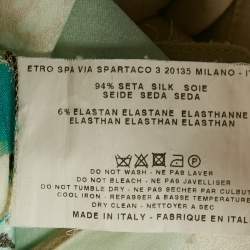 ETRO SPA VIA SPARTACO 3 20135 MILANO - IT
94% SETA SILK SOIE
SEIDE SEDA SEDA
6% ELASTAN ELASTANE ELASTHANNE
ELASTHAN ELASTHAN ELASTHAN
DO NOT WASH - NE PAS LAVER
DO NOT BLEACH - NE PAS JAVELLISER
DO NOT TUMBLE DRY - NE PAS SÉCHER PAR CULBUT
COOL IRON - REPASSER A BASSE TEMPERATURE
DRY CLEAN - NETTOYER A SEC
MADE IN ITALY - FABRIQUE EN ITAL